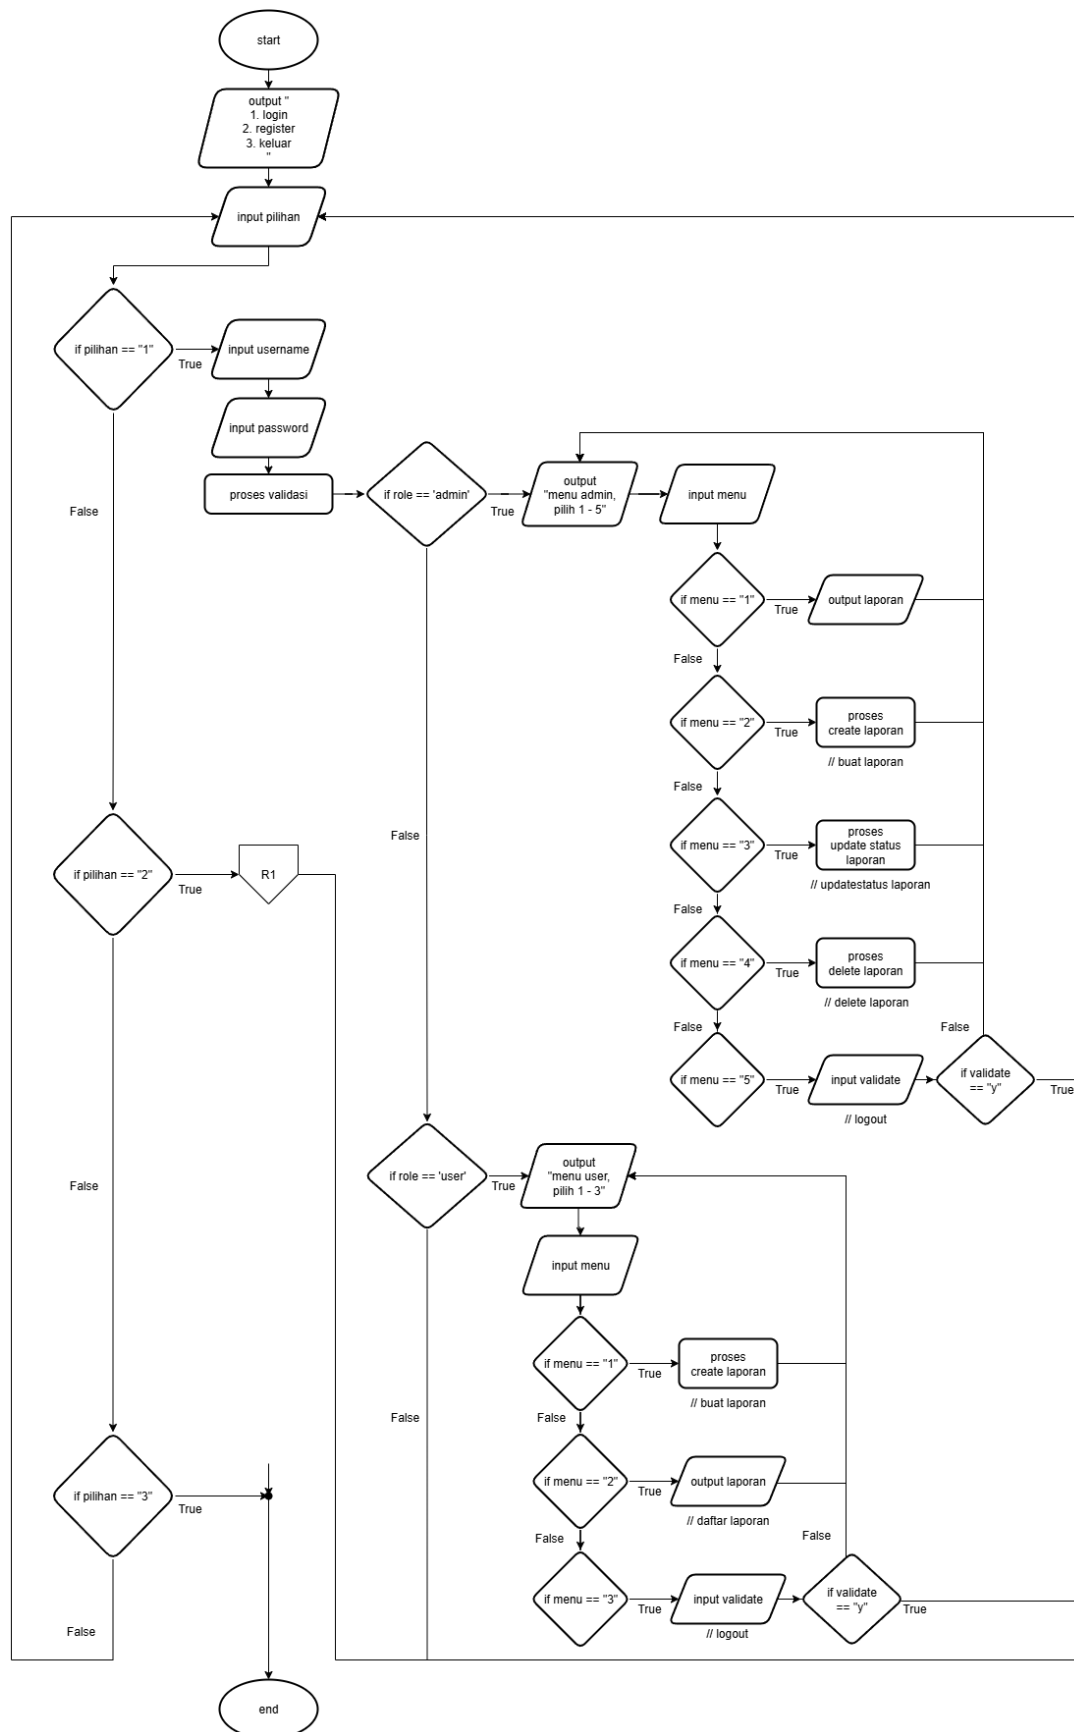 start
output "
1. login
2. register
3. keluar
"
input pilihan
if pilihan == "1"
True
input username
input password
proses validasi
if role == 'admin'
True
output
"menu admin,
pilih 1 - 5"
input menu
False
if menu == "1"
True
output laporan
False
if menu == "2"
True
proses
create laporan
// buat laporan
False
if menu == "3"
True
proses
update status
laporan
// updatestatus laporan
False
if menu == "4"
True
proses
delete laporan
// delete laporan
False
if menu == "5"
True
input validate
// logout
if validate
== "y"
False
True
False
if pilihan == "2"
True
R1
if role == 'user'
True
output
"menu user,
pilih 1 - 3"
input menu
if menu == "1"
True
proses
create laporan
// buat laporan
False
if menu == "2"
True
output laporan
// daftar laporan
False
if menu == "3"
True
input validate
// logout
if validate
== "y"
False
True
False
False
if pilihan == "3"
True
False
end